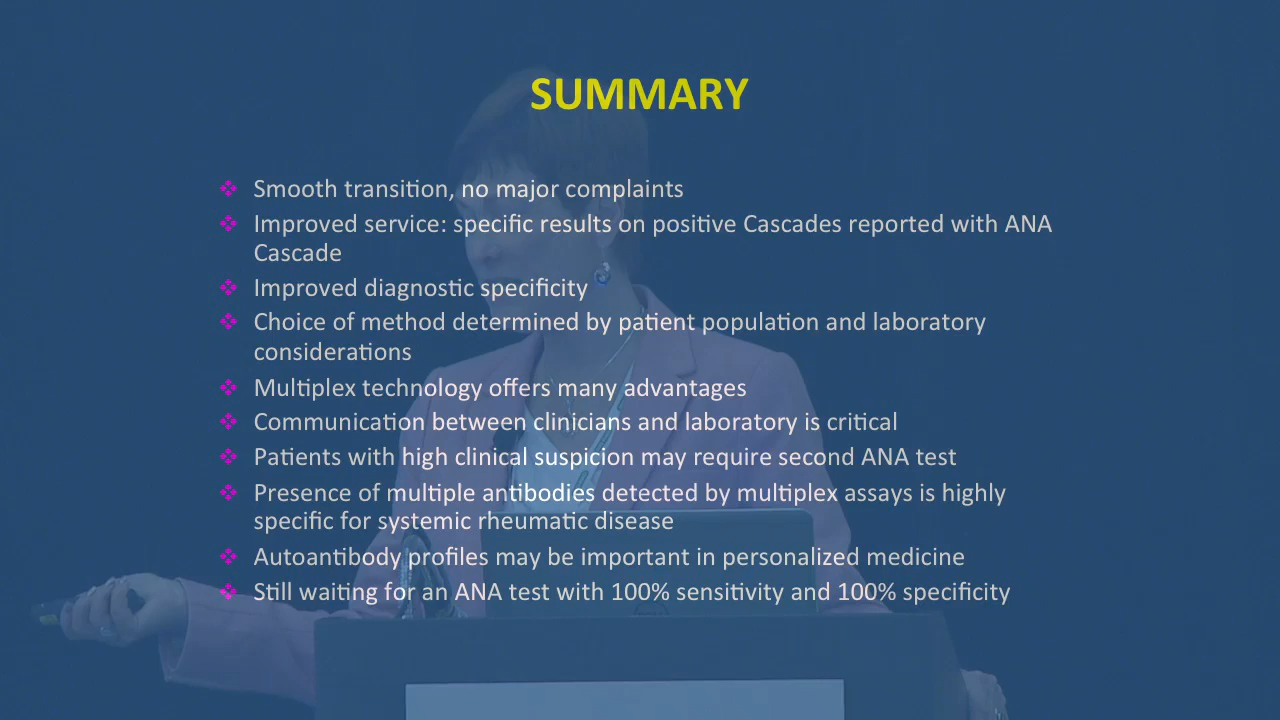 SUMMARY
❖ Smooth transition, no major complaints
❖ Improved service: specific results on positive Cascades reported with ANA
Cascade
❖ Improved diagnostic specificity
❖ Choice of method determined by patient population and laboratory
considerations
❖ Multiplex technology offers many advantages
❖ Communication between clinicians and laboratory is critical
❖ Patients with high clinical suspicion may require second ANA test
❖ Presence of multiple antibodies detected by multiplex assays is highly
specific for systemic rheumatic disease
❖ Autoantibody profiles may be important in personalized medicine
❖ Still waiting for an ANA test with 100% sensitivity and 100% specificity